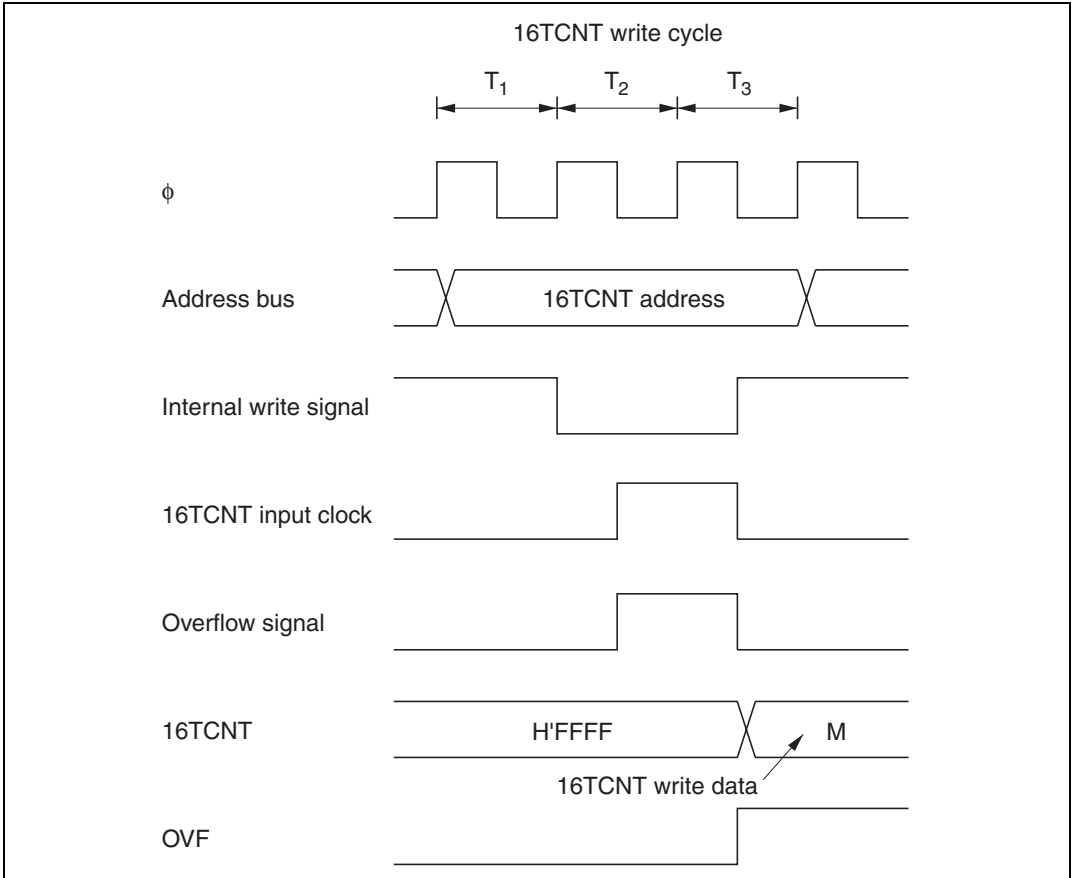 16TCNT write cycle
T1 T2 T3
ϕ
Address bus 16TCNT address
Internal write signal
16TCNT input clock
Overflow signal
16TCNT H'FFFF M
16TCNT write data
OVF